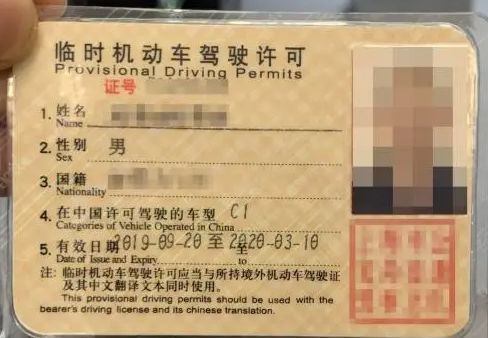 临时机动车驾驶许可
Provisional Driving Permits
证号
1. 姓名
Name
2. 性别 男
Sex
3. 国籍
Nationality
4. 在中国许可驾驶的车型 C1
Categories of Vehicle Operated in China
5. 有效日期 2019-09-20 至 2020-03-10
至
Date of Issue and Expiry to
注: 临时机动车驾驶许可应当与所持境外机动车驾驶证
及其中文翻译文本同时使用。
This provisional driving permits should be used with the
bearer's driving license and its chinese translation.